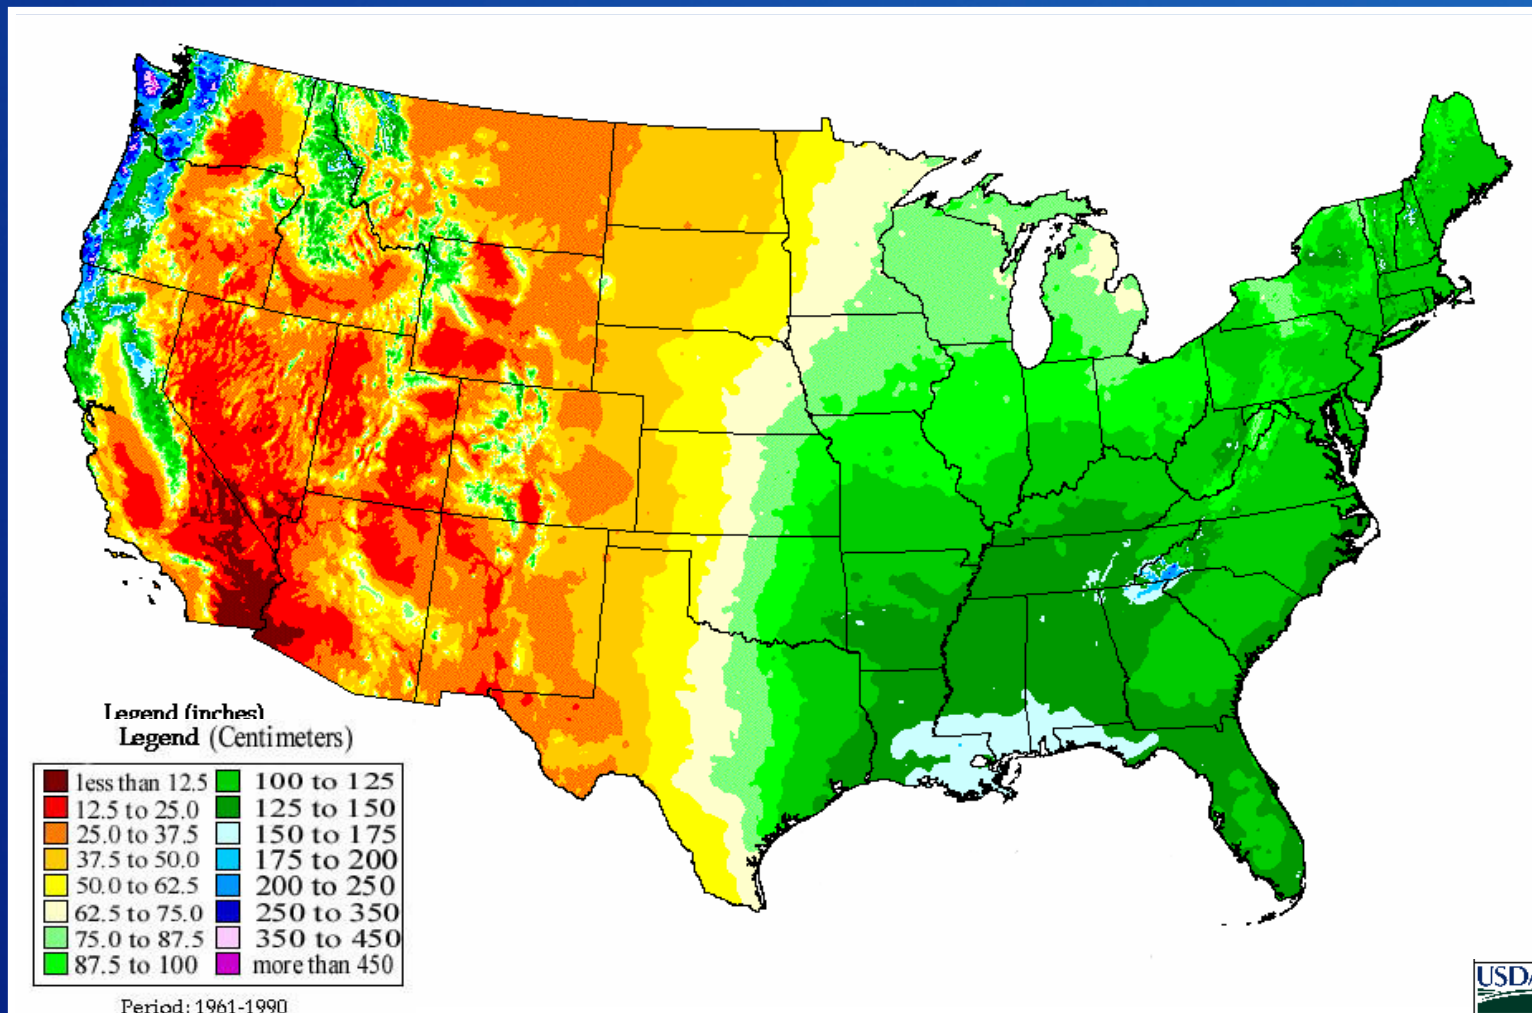 Legend (inches)
Legend (Centimeters)
less than 12.5
12.5 to 25.0
25.0 to 37.5
37.5 to 50.0
50.0 to 62.5
62.5 to 75.0
75.0 to 87.5
87.5 to 100
100 to 125
125 to 150
150 to 175
175 to 200
200 to 250
250 to 350
350 to 450
more than 450
Period: 1961-1990
USDA